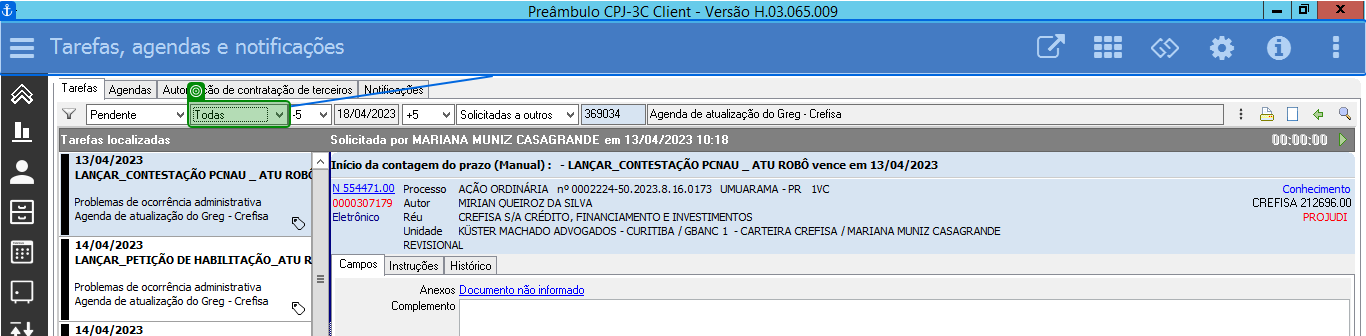 Preâmbulo CPJ-3C Client - Versão H.03.065.009
Tarefas, agendas e notificações
Tarefas Agendas Auto ção de contratação de terceiros Notificações
Pendente Todas -5 18/04/2023 +5 Solicitadas a outros 369034 Agenda de atualização do Greg - Crefisa
Tarefas localizadas Solicitada por MARIANA MUNIZ CASAGRANDE em 13/04/2023 10:18 00:00:00
13/04/2023
LANÇAR_CONTESTAÇÃO PCNAU _ ATU ROBÔ
Problemas de ocorrência administrativa
Agenda de atualização do Greg - Crefisa
14/04/2023
LANÇAR_PETIÇÃO DE HABILITAÇÃO_ATU R
Problemas de ocorrência administrativa
Agenda de atualização do Greg - Crefisa
14/04/2023
Início da contagem do prazo (Manual) : - LANÇAR_CONTESTAÇÃO PCNAU _ ATU ROBÔ vence em 13/04/2023
N 554471.00 Processo AÇÃO ORDINÁRIA nº 0002224-50.2023.8.16.0173 UMUARAMA - PR 1VC Conhecimento
0000307179 Autor MIRIAN QUEIROZ DA SILVA CREFISA 212696.00
Eletrônico Réu CREFISA S/A CRÉDITO, FINANCIAMENTO E INVESTIMENTOS PROJUDI
Unidade KÜSTER MACHADO ADVOGADOS - CURITIBA / GBANC 1 - CARTEIRA CREFISA / MARIANA MUNIZ CASAGRANDE
REVISIONAL
Campos Instruções Histórico
Anexos Documento não informado
Complemento